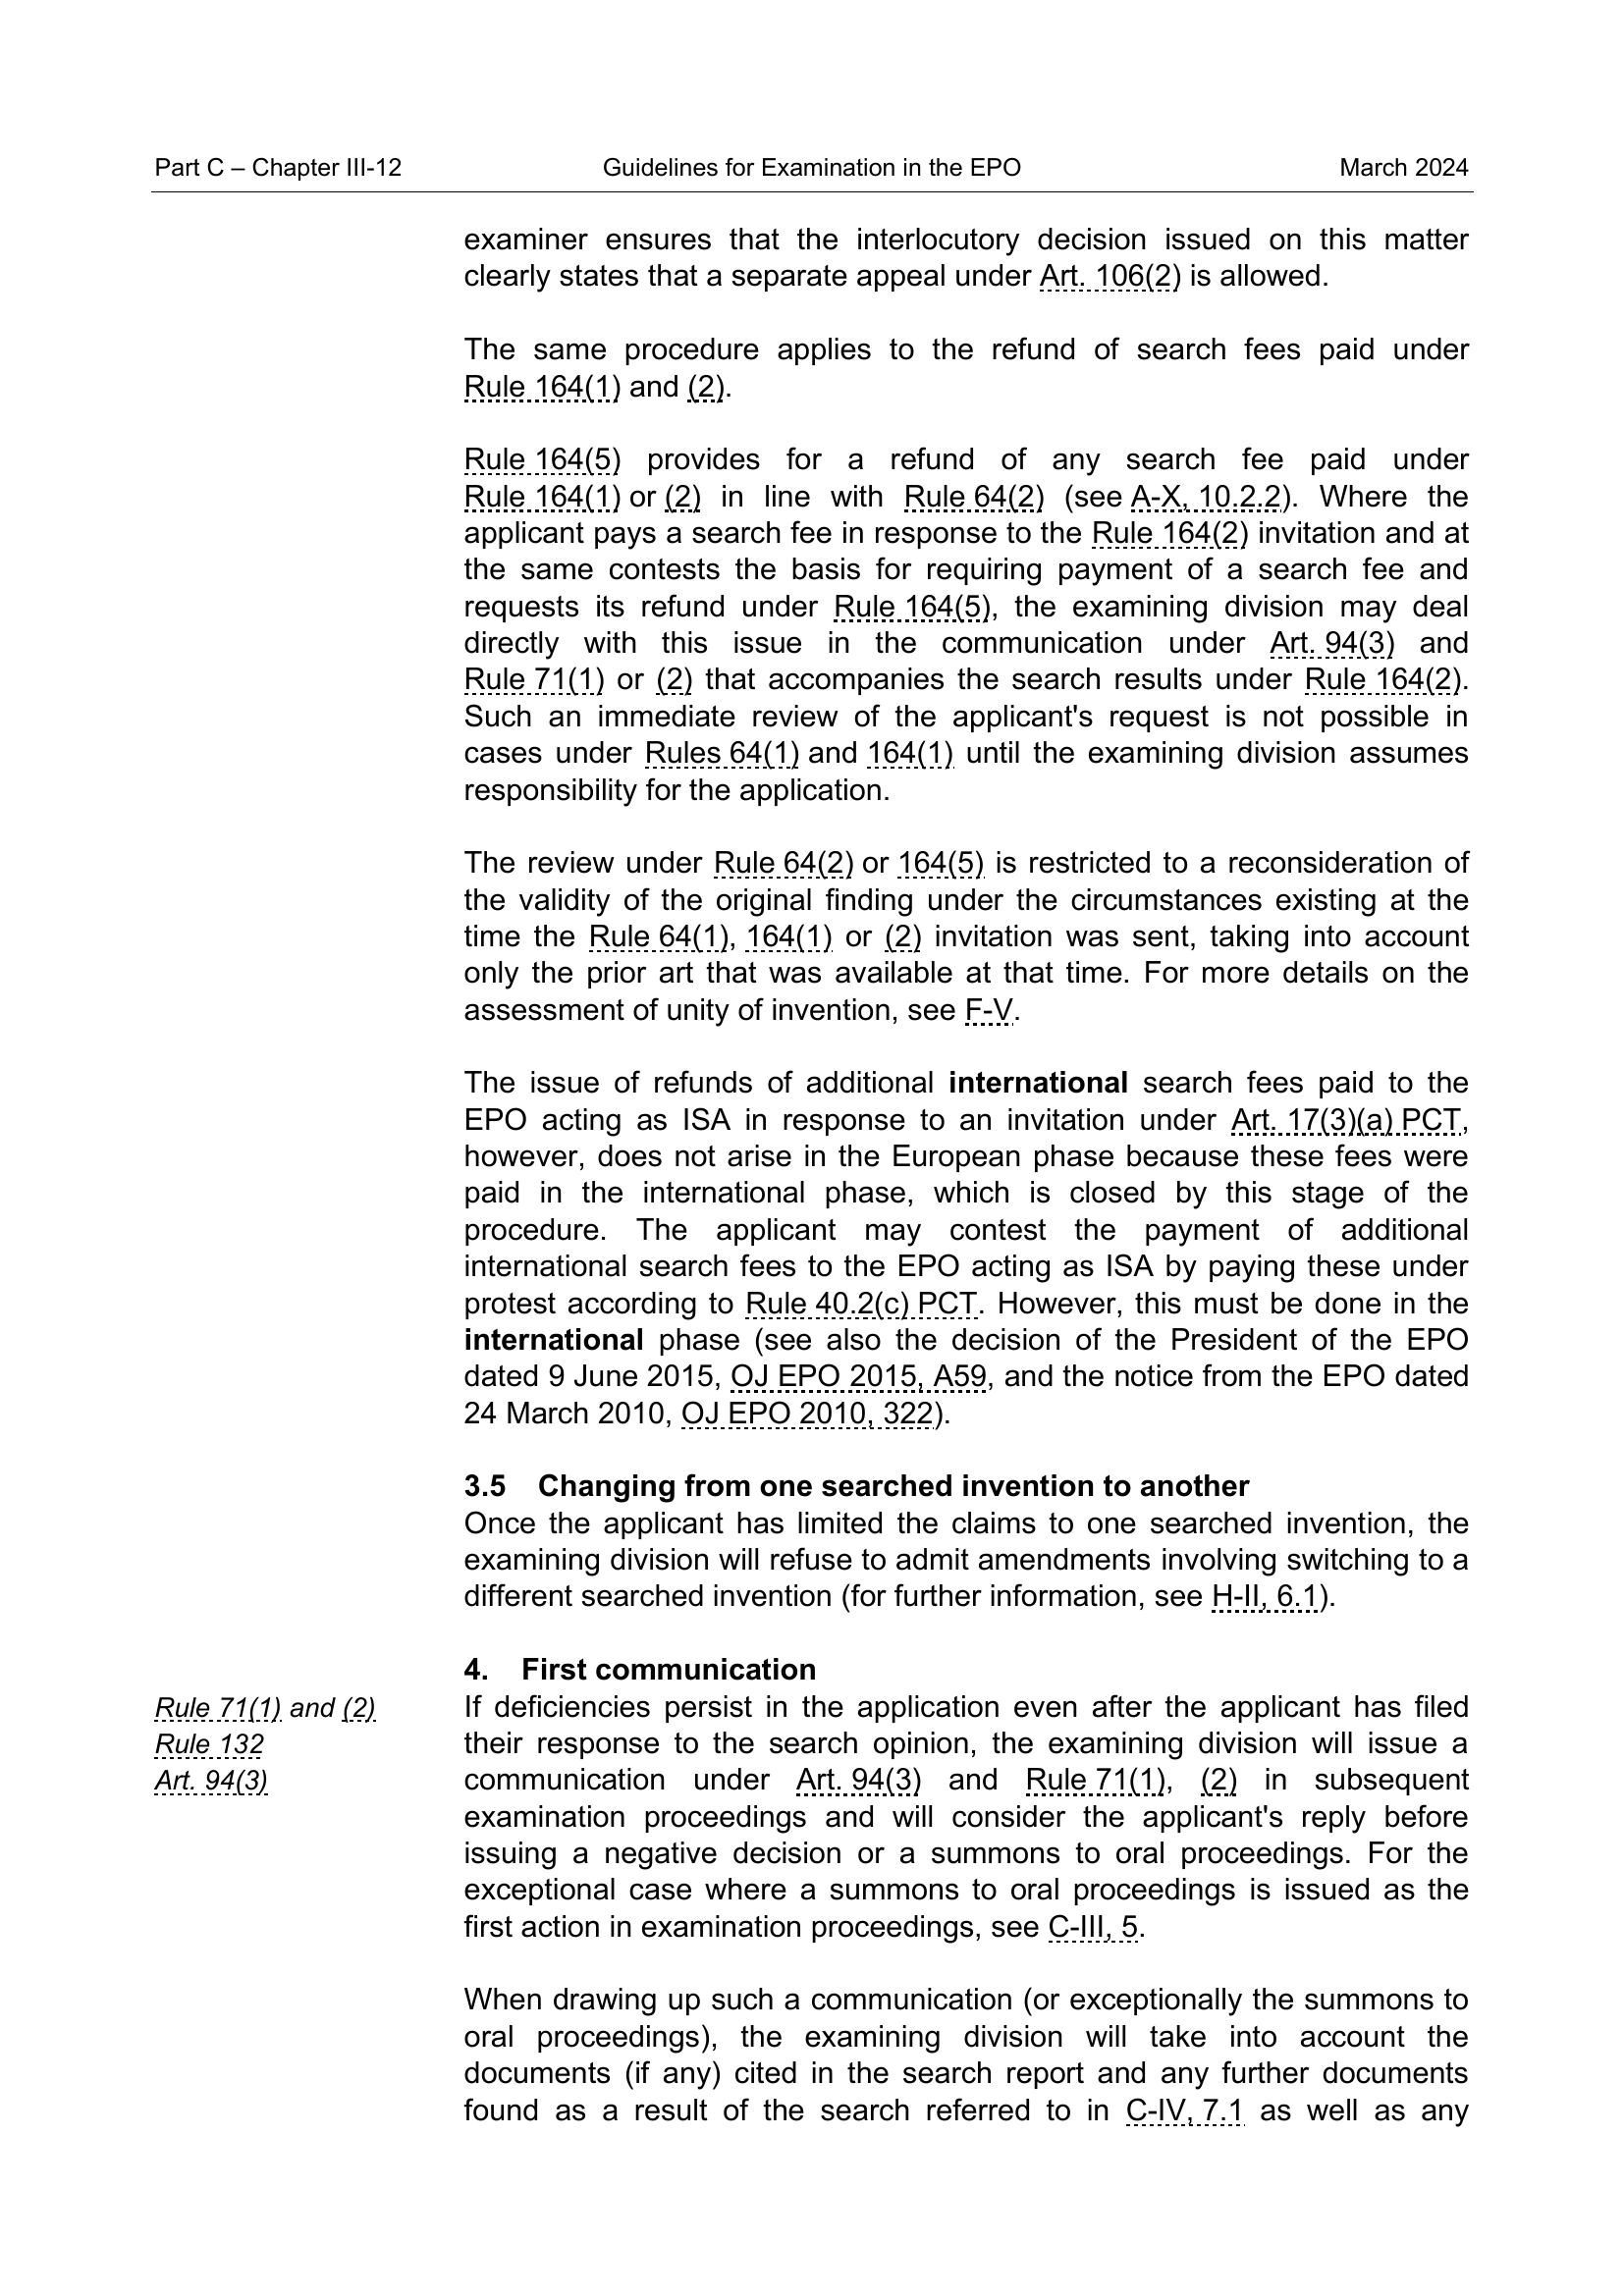 Part C – Chapter III-12 Guidelines for Examination in the EPO March 2024
examiner ensures that the interlocutory decision issued on this matter
clearly states that a separate appeal under Art. 106(2) is allowed.
The same procedure applies to the refund of search fees paid under
Rule 164(1) and (2).
Rule 164(5) provides for a refund of any search fee paid under
Rule 164(1) or (2) in line with Rule 64(2) (see A-X, 10.2.2). Where the
applicant pays a search fee in response to the Rule 164(2) invitation and at
the same contests the basis for requiring payment of a search fee and
requests its refund under Rule 164(5), the examining division may deal
directly with this issue in the communication under Art. 94(3) and
Rule 71(1) or (2) that accompanies the search results under Rule 164(2).
Such an immediate review of the applicant's request is not possible in
cases under Rules 64(1) and 164(1) until the examining division assumes
responsibility for the application.
The review under Rule 64(2) or 164(5) is restricted to a reconsideration of
the validity of the original finding under the circumstances existing at the
time the Rule 64(1), 164(1) or (2) invitation was sent, taking into account
only the prior art that was available at that time. For more details on the
assessment of unity of invention, see F-V.
The issue of refunds of additional international search fees paid to the
EPO acting as ISA in response to an invitation under Art. 17(3)(a) PCT,
however, does not arise in the European phase because these fees were
paid in the international phase, which is closed by this stage of the
procedure. The applicant may contest the payment of additional
international search fees to the EPO acting as ISA by paying these under
protest according to Rule 40.2(c) PCT. However, this must be done in the
international phase (see also the decision of the President of the EPO
dated 9 June 2015, OJ EPO 2015, A59, and the notice from the EPO dated
24 March 2010, OJ EPO 2010, 322).
3.5 Changing from one searched invention to another
Once the applicant has limited the claims to one searched invention, the
examining division will refuse to admit amendments involving switching to a
different searched invention (for further information, see H-II, 6.1).
4. First communication
Rule 71(1) and (2)
Rule 132
Art. 94(3)
If deficiencies persist in the application even after the applicant has filed
their response to the search opinion, the examining division will issue a
communication under Art. 94(3) and Rule 71(1), (2) in subsequent
examination proceedings and will consider the applicant's reply before
issuing a negative decision or a summons to oral proceedings. For the
exceptional case where a summons to oral proceedings is issued as the
first action in examination proceedings, see C-III, 5.
When drawing up such a communication (or exceptionally the summons to
oral proceedings), the examining division will take into account the
documents (if any) cited in the search report and any further documents
found as a result of the search referred to in C-IV, 7.1 as well as any